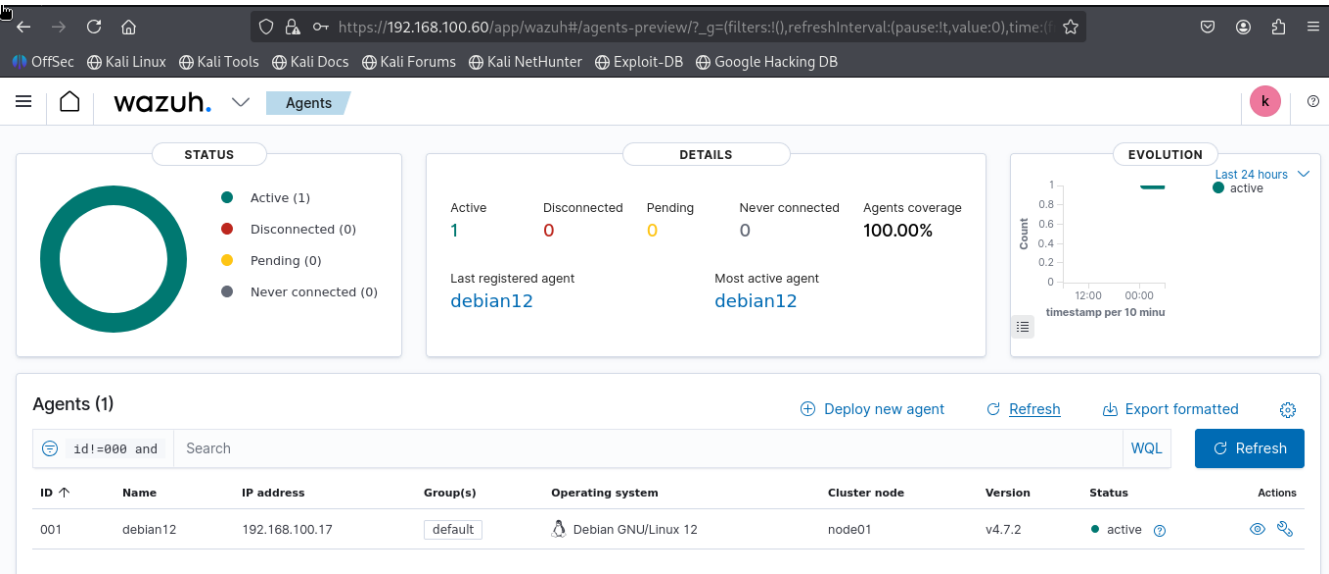 https://192.168.100.60/app/wazuh#/agents-preview/?_g=(filters:!(),refreshInterval:(pause:!t,value:0),time:(f
OffSec Kali Linux Kali Tools Kali Docs Kali Forums Kali NetHunter Exploit-DB Google Hacking DB
wazuh. Agents k
STATUS
Active (1)
Disconnected (0)
Pending (0)
Never connected (0)
DETAILS
Active Disconnected Pending Never connected Agents coverage
1 0 0 0 100.00%
Last registered agent Most active agent
debian12 debian12
EVOLUTION
Last 24 hours
active
1
0.8
0.6
0.4
0.2
0
Count
12:00 00:00
timestamp per 10 minu
Agents (1)
Deploy new agent Refresh Export formatted
id!=000 and Search WQL Refresh
ID Name IP address Group(s) Operating system Cluster node Version Status Actions
001 debian12 192.168.100.17 default Debian GNU/Linux 12 node01 v4.7.2 active